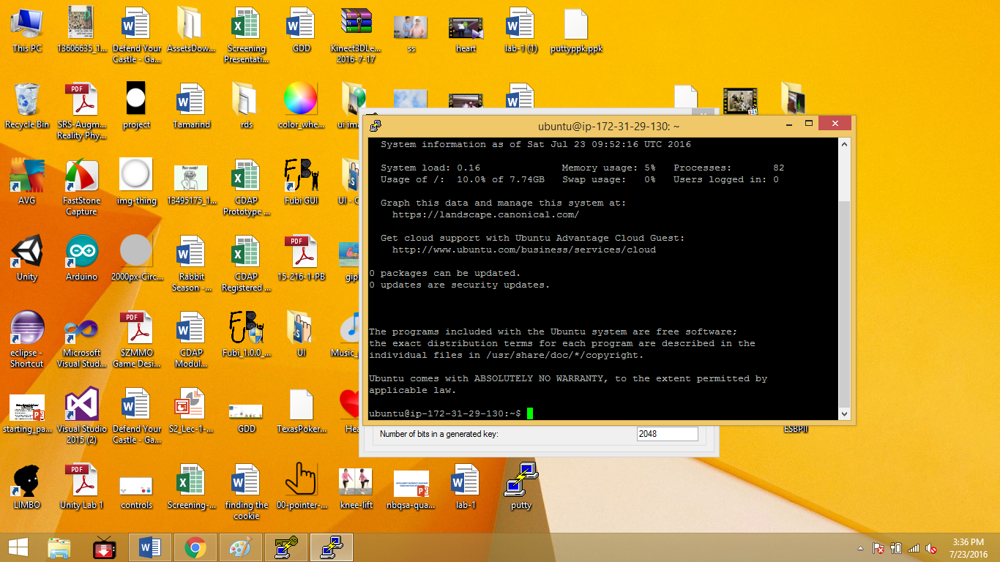 This PC
13606635_1...
Defend Your
Castle - Ga...
AssetsDow...
Screening
Presentati...
GDD
Kinect3DLe...
2016-7-17
ss
heart
lab-1 (1)
puttyppk.ppk
Recycle Bin
SRS-Augm...
Reality Phy...
project
Tamarind
rds
color_whe...
ui ima
AVG
FastStone
Capture
img-thing
13495175_1...
CDAP
Prototype ...
Fubi GUI
UI - C
Unity
Arduino
2000px-Circ...
Rabbit
Season -...
CDAP
Registered ...
PDF
15-216-1-PB
gip
eclipse -
Shortcut
Microsoft
Visual Stud...
SZMMO
Game Desi...
CDAP
Modul...
Fubi_1.0.0_...
UI
Music_
starting_pa...
Visual Studio
2015 (2)
Defend Your
Castle - Ga...
S2_Lec-1-...
GDD
TexasPoker...
Hea
ESBPII
LIMBO
PDF
Unity Lab 1
controls
Screening-...
finding the
cookie
00-pointer-...
knee-lift
nbqsa-qua...
lab-1
putty
ubuntu@ip-172-31-29-130: ~
System information as of Sat Jul 23 09:52:16 UTC 2016
System load: 0.16 Memory usage: 5% Processes: 82
Usage of /: 10.0% of 7.74GB Swap usage: 0% Users logged in: 0
Graph this data and manage this system at:
https://landscape.canonical.com/
Get cloud support with Ubuntu Advantage Cloud Guest:
http://www.ubuntu.com/business/services/cloud
0 packages can be updated.
0 updates are security updates.
The programs included with the Ubuntu system are free software;
the exact distribution terms for each program are described in the
individual files in /usr/share/doc/*/copyright.
Ubuntu comes with ABSOLUTELY NO WARRANTY, to the extent permitted by
applicable law.
ubuntu@ip-172-31-29-130:~$
Number of bits in a generated key: 2048
3:36 PM
7/23/2016